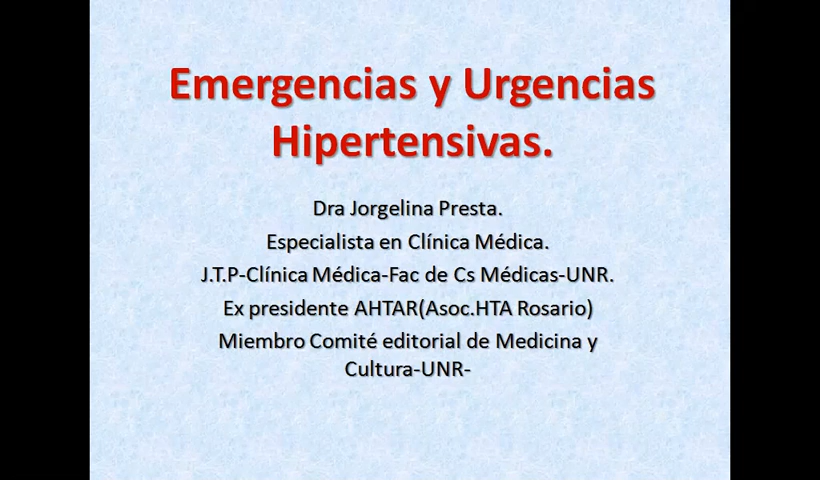 Emergencias y Urgencias
Hipertensivas.
Dra Jorgelina Presta.
Especialista en Clínica Médica.
J.T.P-Clínica Médica-Fac de Cs Médicas-UNR.
Ex presidente AHTAR(Asoc.HTA Rosario)
Miembro Comité editorial de Medicina y
Cultura-UNR-